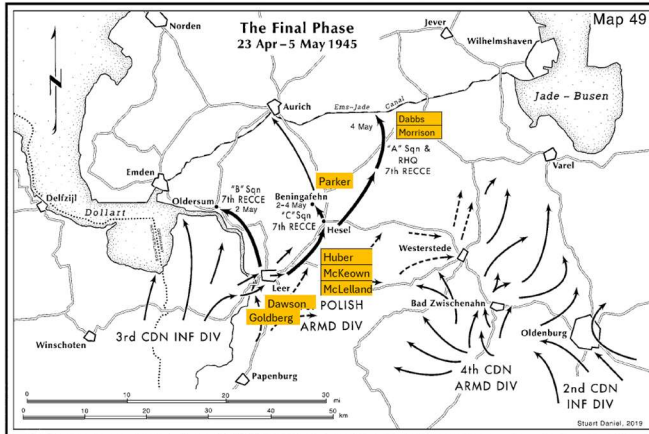 The Final Phase
23 Apr – 5 May 1945
Map 49
N
Norden
Jever
Wilhelmshaven
Jade – Busen
Aurich
Ems-Jade Canal
4 May
Dabbs
Morrison
"A" Sqn &
RHQ
7th RECCE
Varel
Emden
Delfzijl
Dollart
Oldersum
"B" Sqn
7th RECCE
2 May
Parker
Beningafehn
2–4 May
"C" Sqn
7th RECCE
Hesel
Westerstede
Huber
McKeown
McLelland
Leer
Dawson,
Goldberg
POLISH
ARMD DIV
Bad Zwischenahn
Oldenburg
3rd CDN INF DIV
Winschoten
Papenburg
4th CDN
ARMD DIV
2nd CDN
INF DIV
0 10 20 30
mi
0 10 20 30 40 50
km
Stuart Daniel, 2019